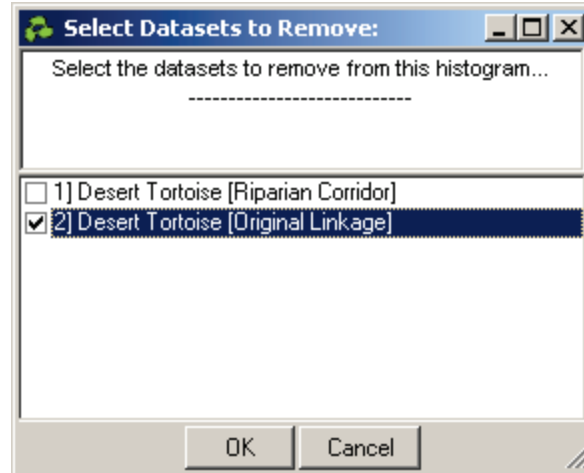 Select Datasets to Remove:
Select the datasets to remove from this histogram...
----------------------------
1] Desert Tortoise [Riparian Corridor]
2] Desert Tortoise [Original Linkage]
OK Cancel